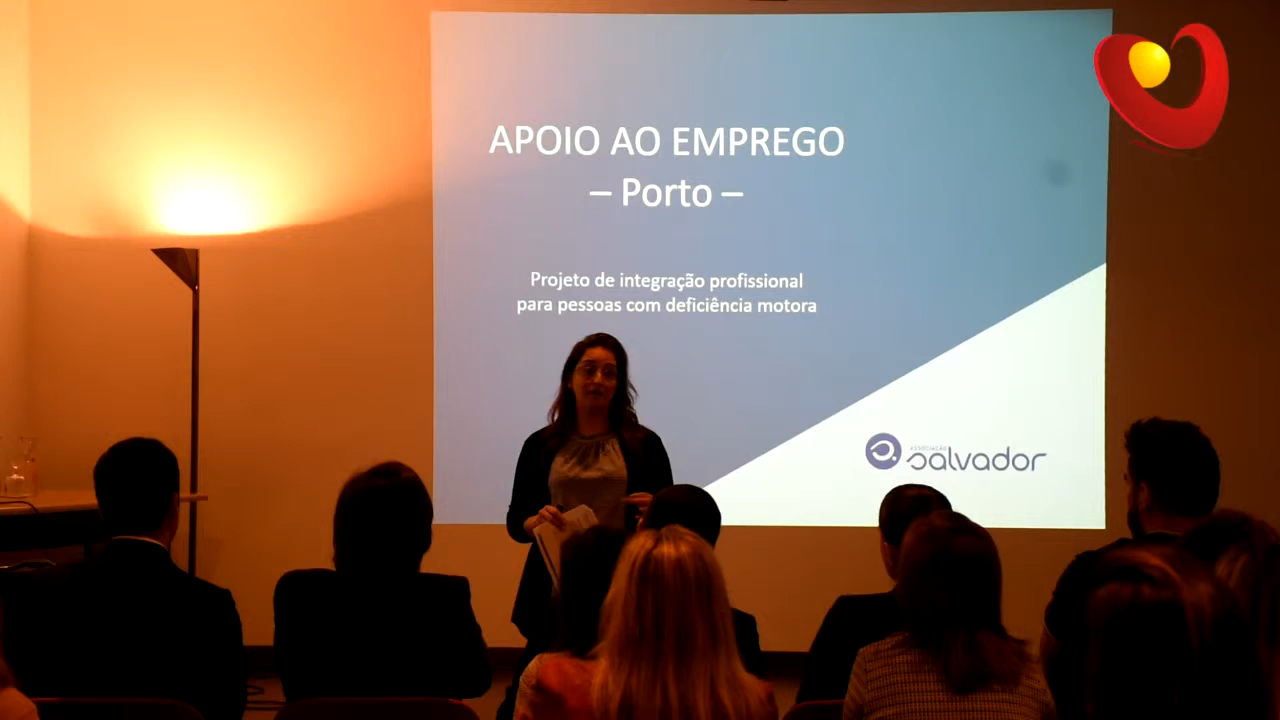 APOIO AO EMPREGO
– Porto –
Projeto de integração profissional
para pessoas com deficiência motora
ASSOCIAÇÃO
salvador